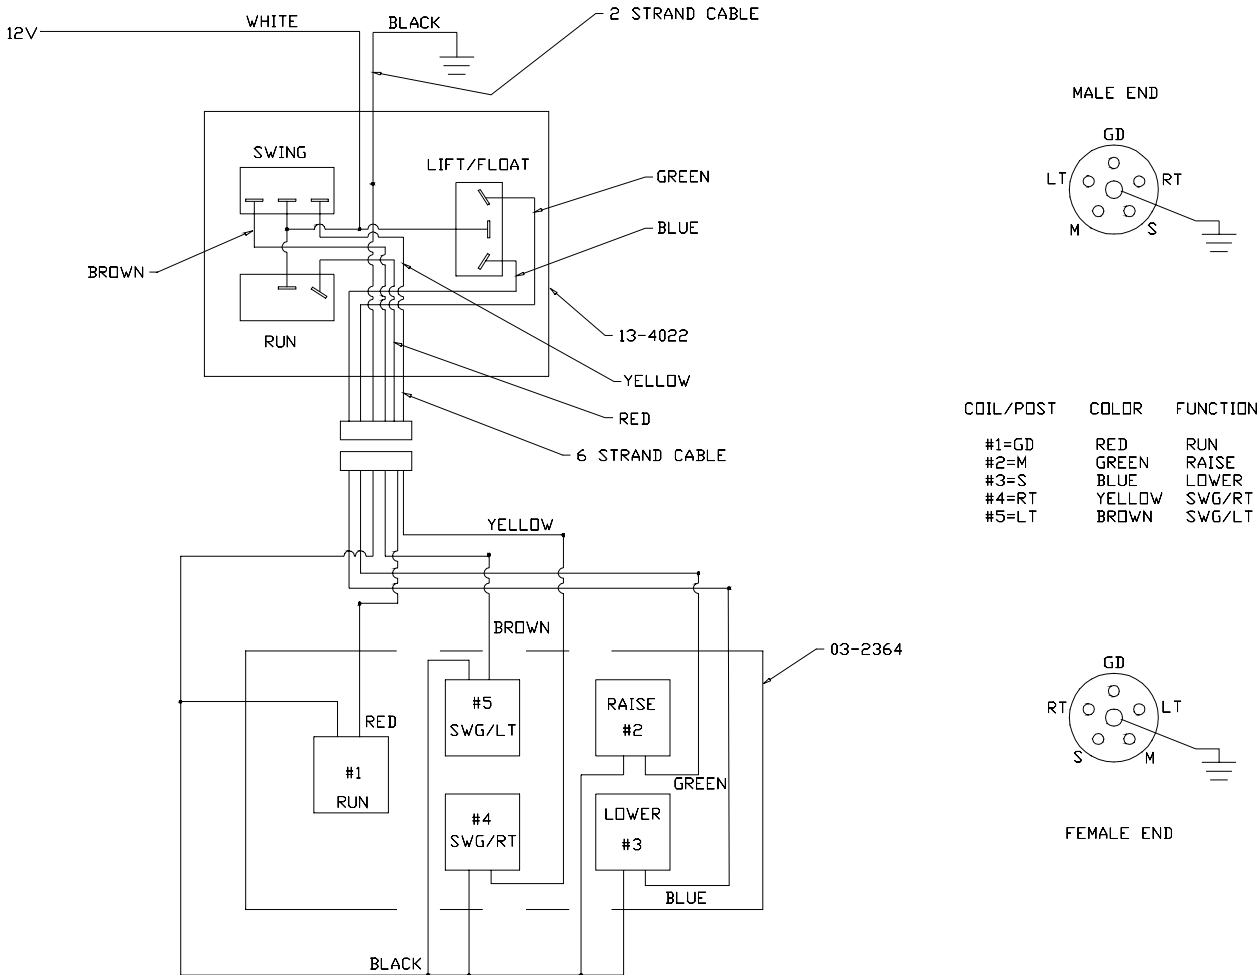 2 STRAND CABLE
WHITE
BLACK
12V
MALE END
GD
LT
RT
M
S
SWING
LIFT/FLOAT
GREEN
BLUE
BROWN
RUN
13-4022
YELLOW
RED
6 STRAND CABLE
COIL/POST COLOR FUNCTION
#1=GD RED RUN
#2=M GREEN RAISE
#3=S BLUE LOWER
#4=RT YELLOW SWG/RT
#5=LT BROWN SWG/LT
YELLOW
BROWN
03-2364
GD
RT
LT
S
M
FEMALE END
RED
#5
SWG/LT
RAISE
#2
#1
RUN
GREEN
#4
SWG/RT
LOWER
#3
BLUE
BLACK